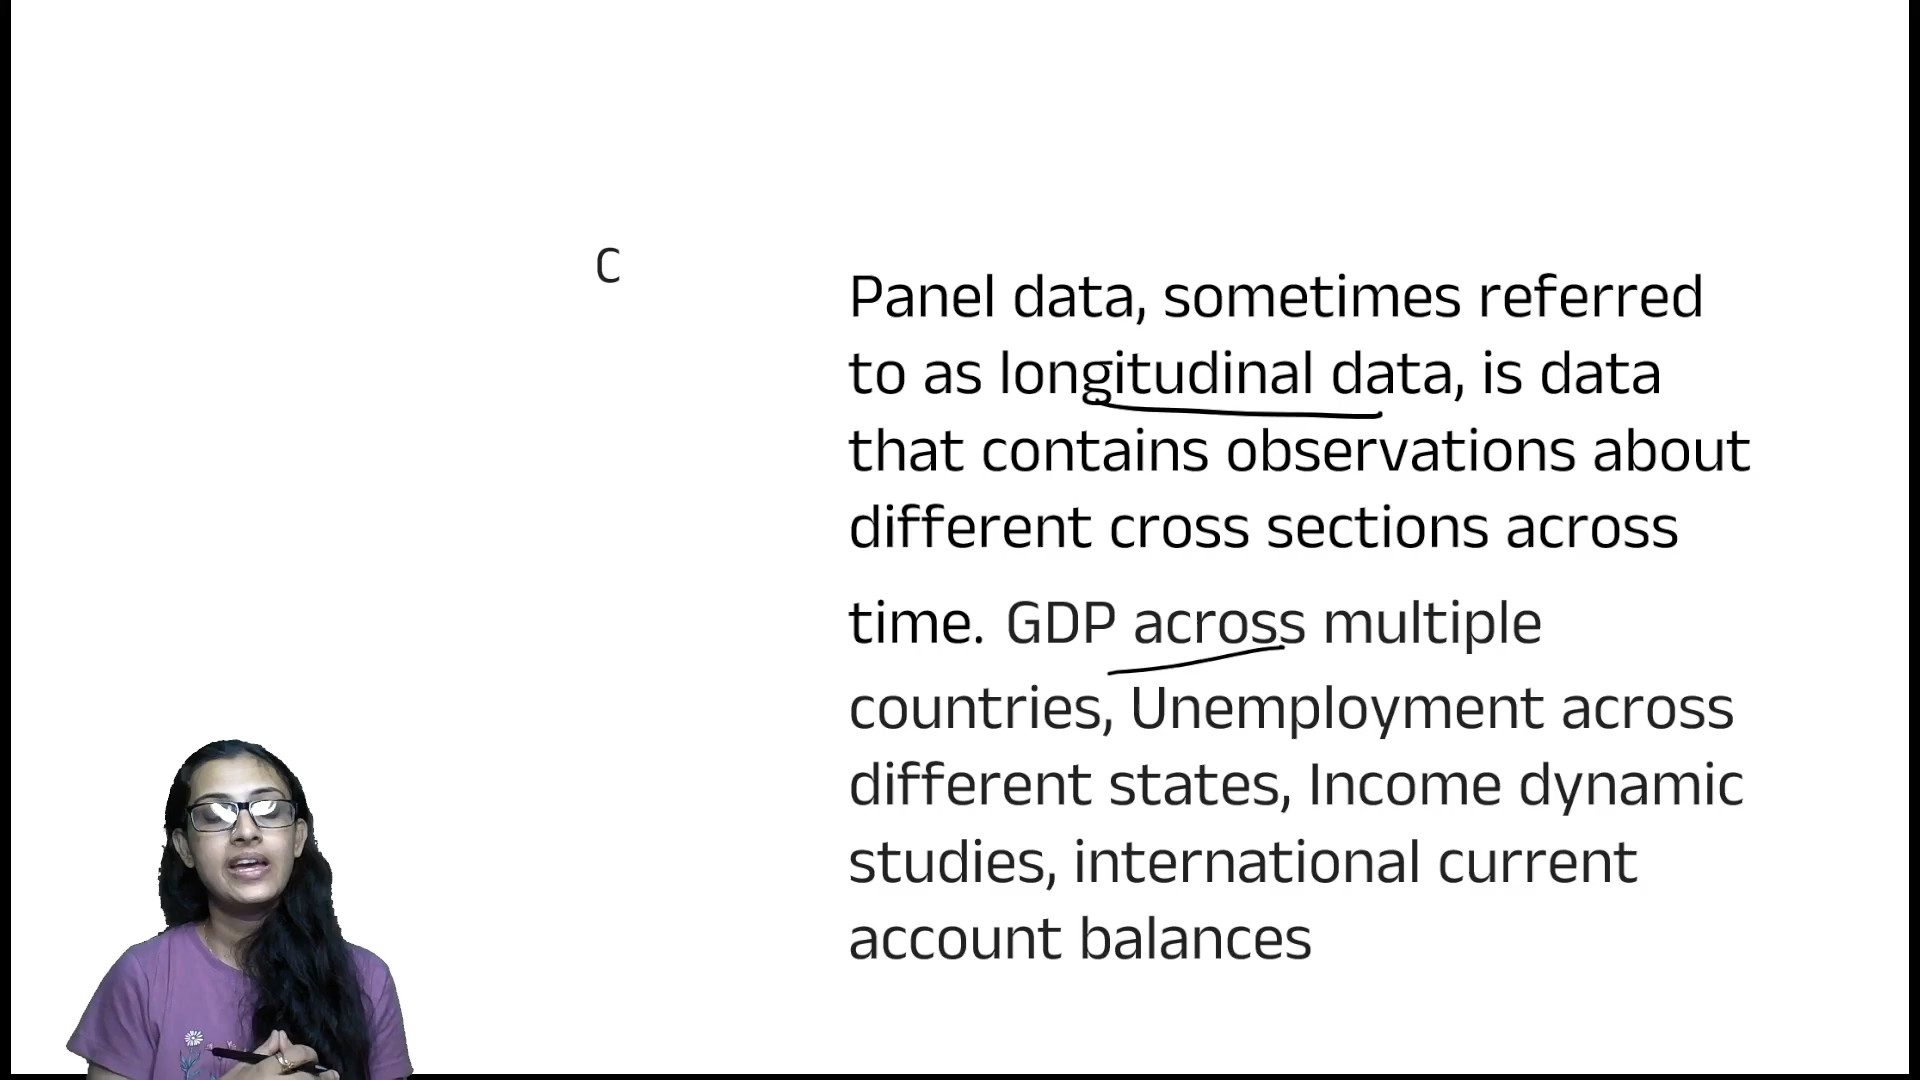 C
Panel data, sometimes referred
to as longitudinal data, is data
that contains observations about
different cross sections across
time. GDP across multiple
countries, Unemployment across
different states, Income dynamic
studies, international current
account balances